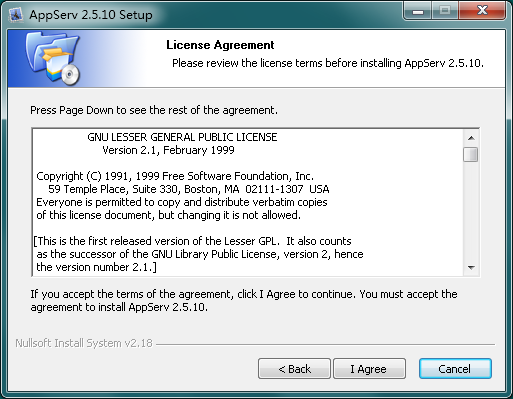 AppServ 2.5.10 Setup
License Agreement
Please review the license terms before installing AppServ 2.5.10.
Press Page Down to see the rest of the agreement.
GNU LESSER GENERAL PUBLIC LICENSE
Version 2.1, February 1999
Copyright (C) 1991, 1999 Free Software Foundation, Inc.
59 Temple Place, Suite 330, Boston, MA  02111-1307  USA
Everyone is permitted to copy and distribute verbatim copies
of this license document, but changing it is not allowed.
[This is the first released version of the Lesser GPL.  It also counts
as the successor of the GNU Library Public License, version 2, hence
the version number 2.1.]
If you accept the terms of the agreement, click I Agree to continue. You must accept the
agreement to install AppServ 2.5.10.
Nullsoft Install System v2.18
< Back
I Agree
Cancel